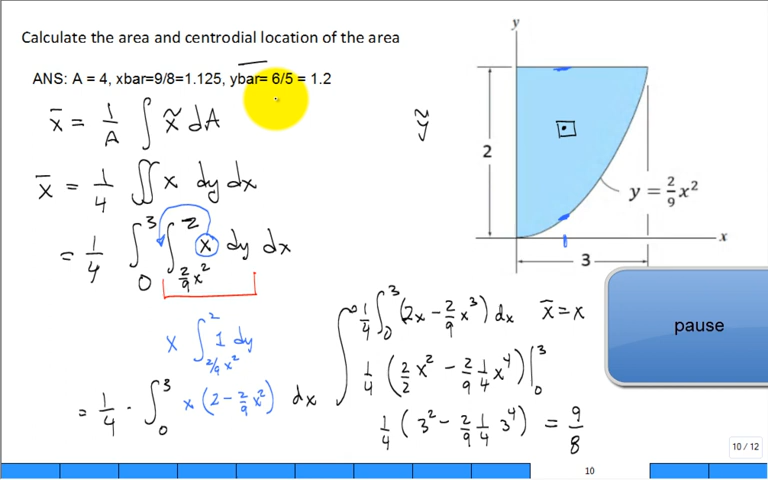 Calculate the area and centrodial location of the area
ANS: A = 4, xbar=9/8=1.125, ybar= 6/5 = 1.2
x̄ = 1/A ∫ x̃ dA
x̄ = 1/4 ∬ x dy dx
= 1/4 ∫₀³ ∫_{2/9 x²}^{2} x dy dx
x ∫_{2/9 x²}^{2} 1 dy
= 1/4 · ∫₀³ x (2 - 2/9 x²) dx
ỹ
y
2
y = 2/9 x²
x
3
1/4 ∫₀³ (2x - 2/9 x³) dx x̄ = x
1/4 (2/2 x² - 2/9 1/4 x⁴) |₀³
1/4 (3² - 2/9 1/4 3⁴) = 9/8
pause
10 / 12
10